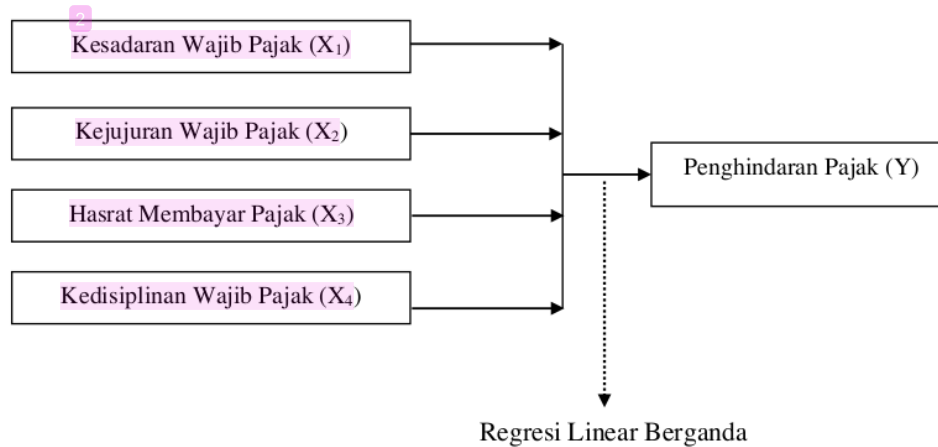 2
Kesadaran Wajib Pajak (X₁)
Kejujuran Wajib Pajak (X₂)
Hasrat Membayar Pajak (X₃)
Kedisiplinan Wajib Pajak (X₄)
Penghindaran Pajak (Y)
Regresi Linear Berganda